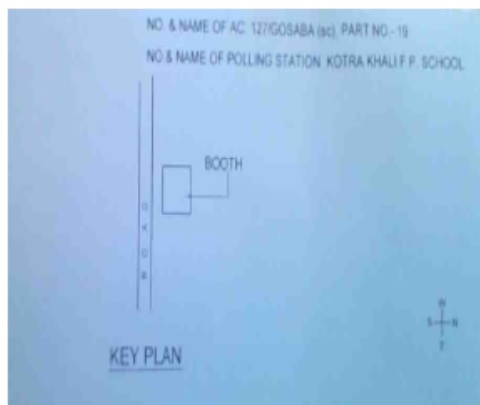 NO. & NAME OF AC. 127/GOSABA (sc), PART NO.- 19
NO & NAME OF POLLING STATION KOTRA KHALI F P. SCHOOL
BOOTH
ROAD
W
S N
E
KEY PLAN